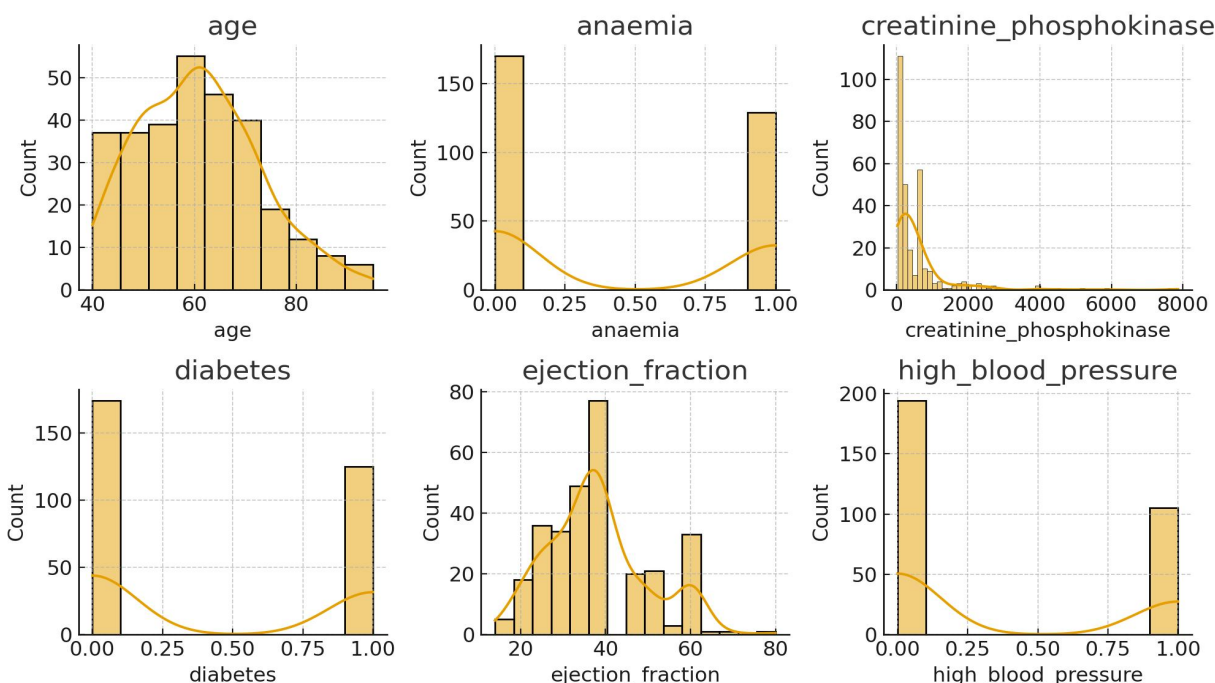 age
anaemia
creatinine_phosphokinase
50
40
30
20
10
0
Count
40 60 80
age
150
100
50
0
Count
0.00 0.25 0.50 0.75 1.00
anaemia
100
80
60
40
20
0
Count
0 2000 4000 6000 8000
creatinine_phosphokinase
diabetes
ejection_fraction
high_blood_pressure
150
100
50
0
Count
0.00 0.25 0.50 0.75 1.00
diabetes
80
60
40
20
0
Count
20 40 60 80
ejection_fraction
200
150
100
50
0
Count
0.00 0.25 0.50 0.75 1.00
high_blood_pressure